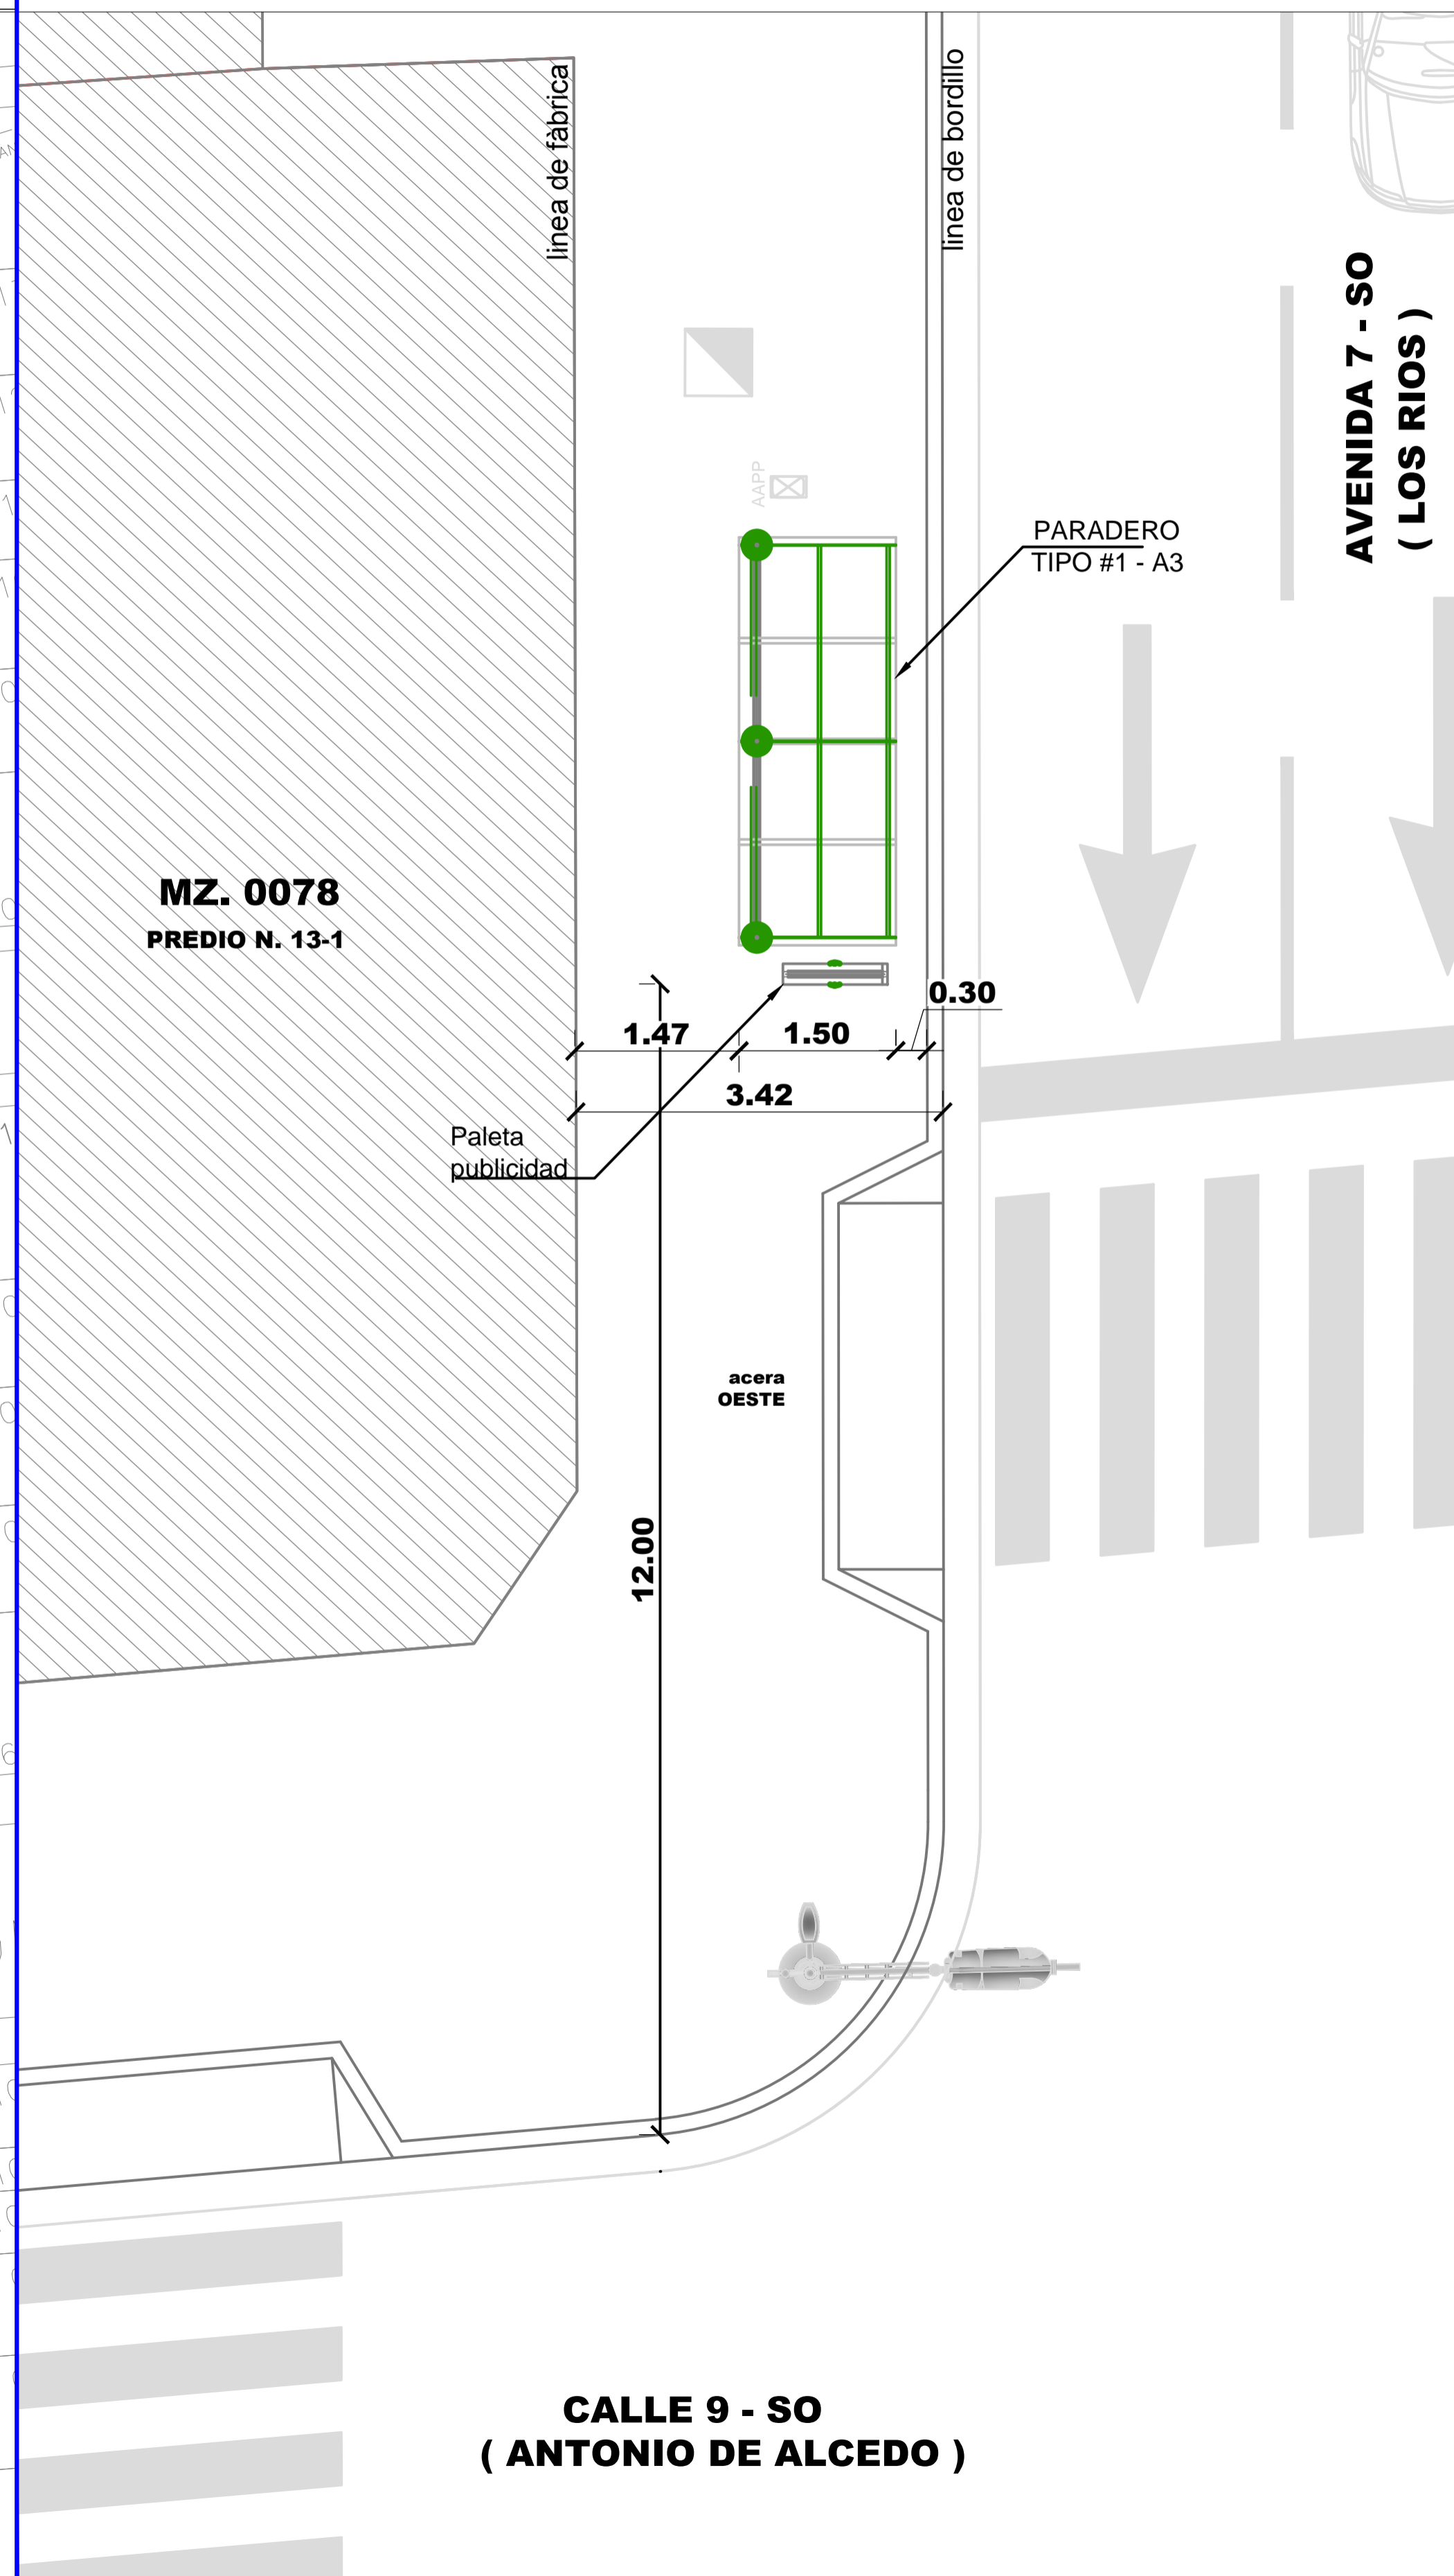 linea de fàbrica
linea de bordillo
AVENIDA 7 - SO
( LOS RIOS )
AAPP
PARADERO
TIPO #1 - A3
MZ. 0078
PREDIO N. 13-1
0.30
1.47
1.50
3.42
Paleta
publicidad
acera
OESTE
12.00
CALLE 9 - SO
( ANTONIO DE ALCEDO )